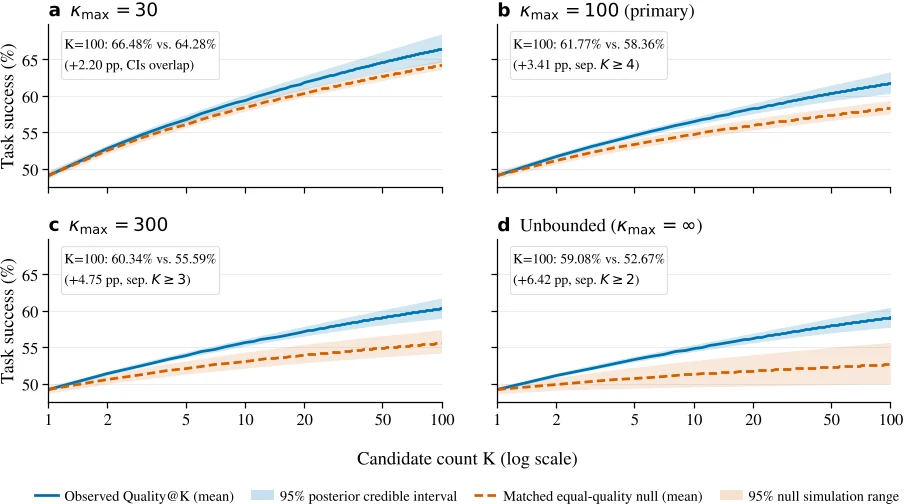 a κmax = 30
K=100: 66.48% vs. 64.28%
(+2.20 pp, CIs overlap)
Task success (%)
65
60
55
50
b κmax = 100 (primary)
K=100: 61.77% vs. 58.36%
(+3.41 pp, sep. K ≥ 4)
c κmax = 300
K=100: 60.34% vs. 55.59%
(+4.75 pp, sep. K ≥ 3)
Task success (%)
65
60
55
50
1 2 5 10 20 50 100
d Unbounded (κmax = ∞)
K=100: 59.08% vs. 52.67%
(+6.42 pp, sep. K ≥ 2)
1 2 5 10 20 50 100
Candidate count K (log scale)
Observed Quality@K (mean) 95% posterior credible interval Matched equal-quality null (mean) 95% null simulation range